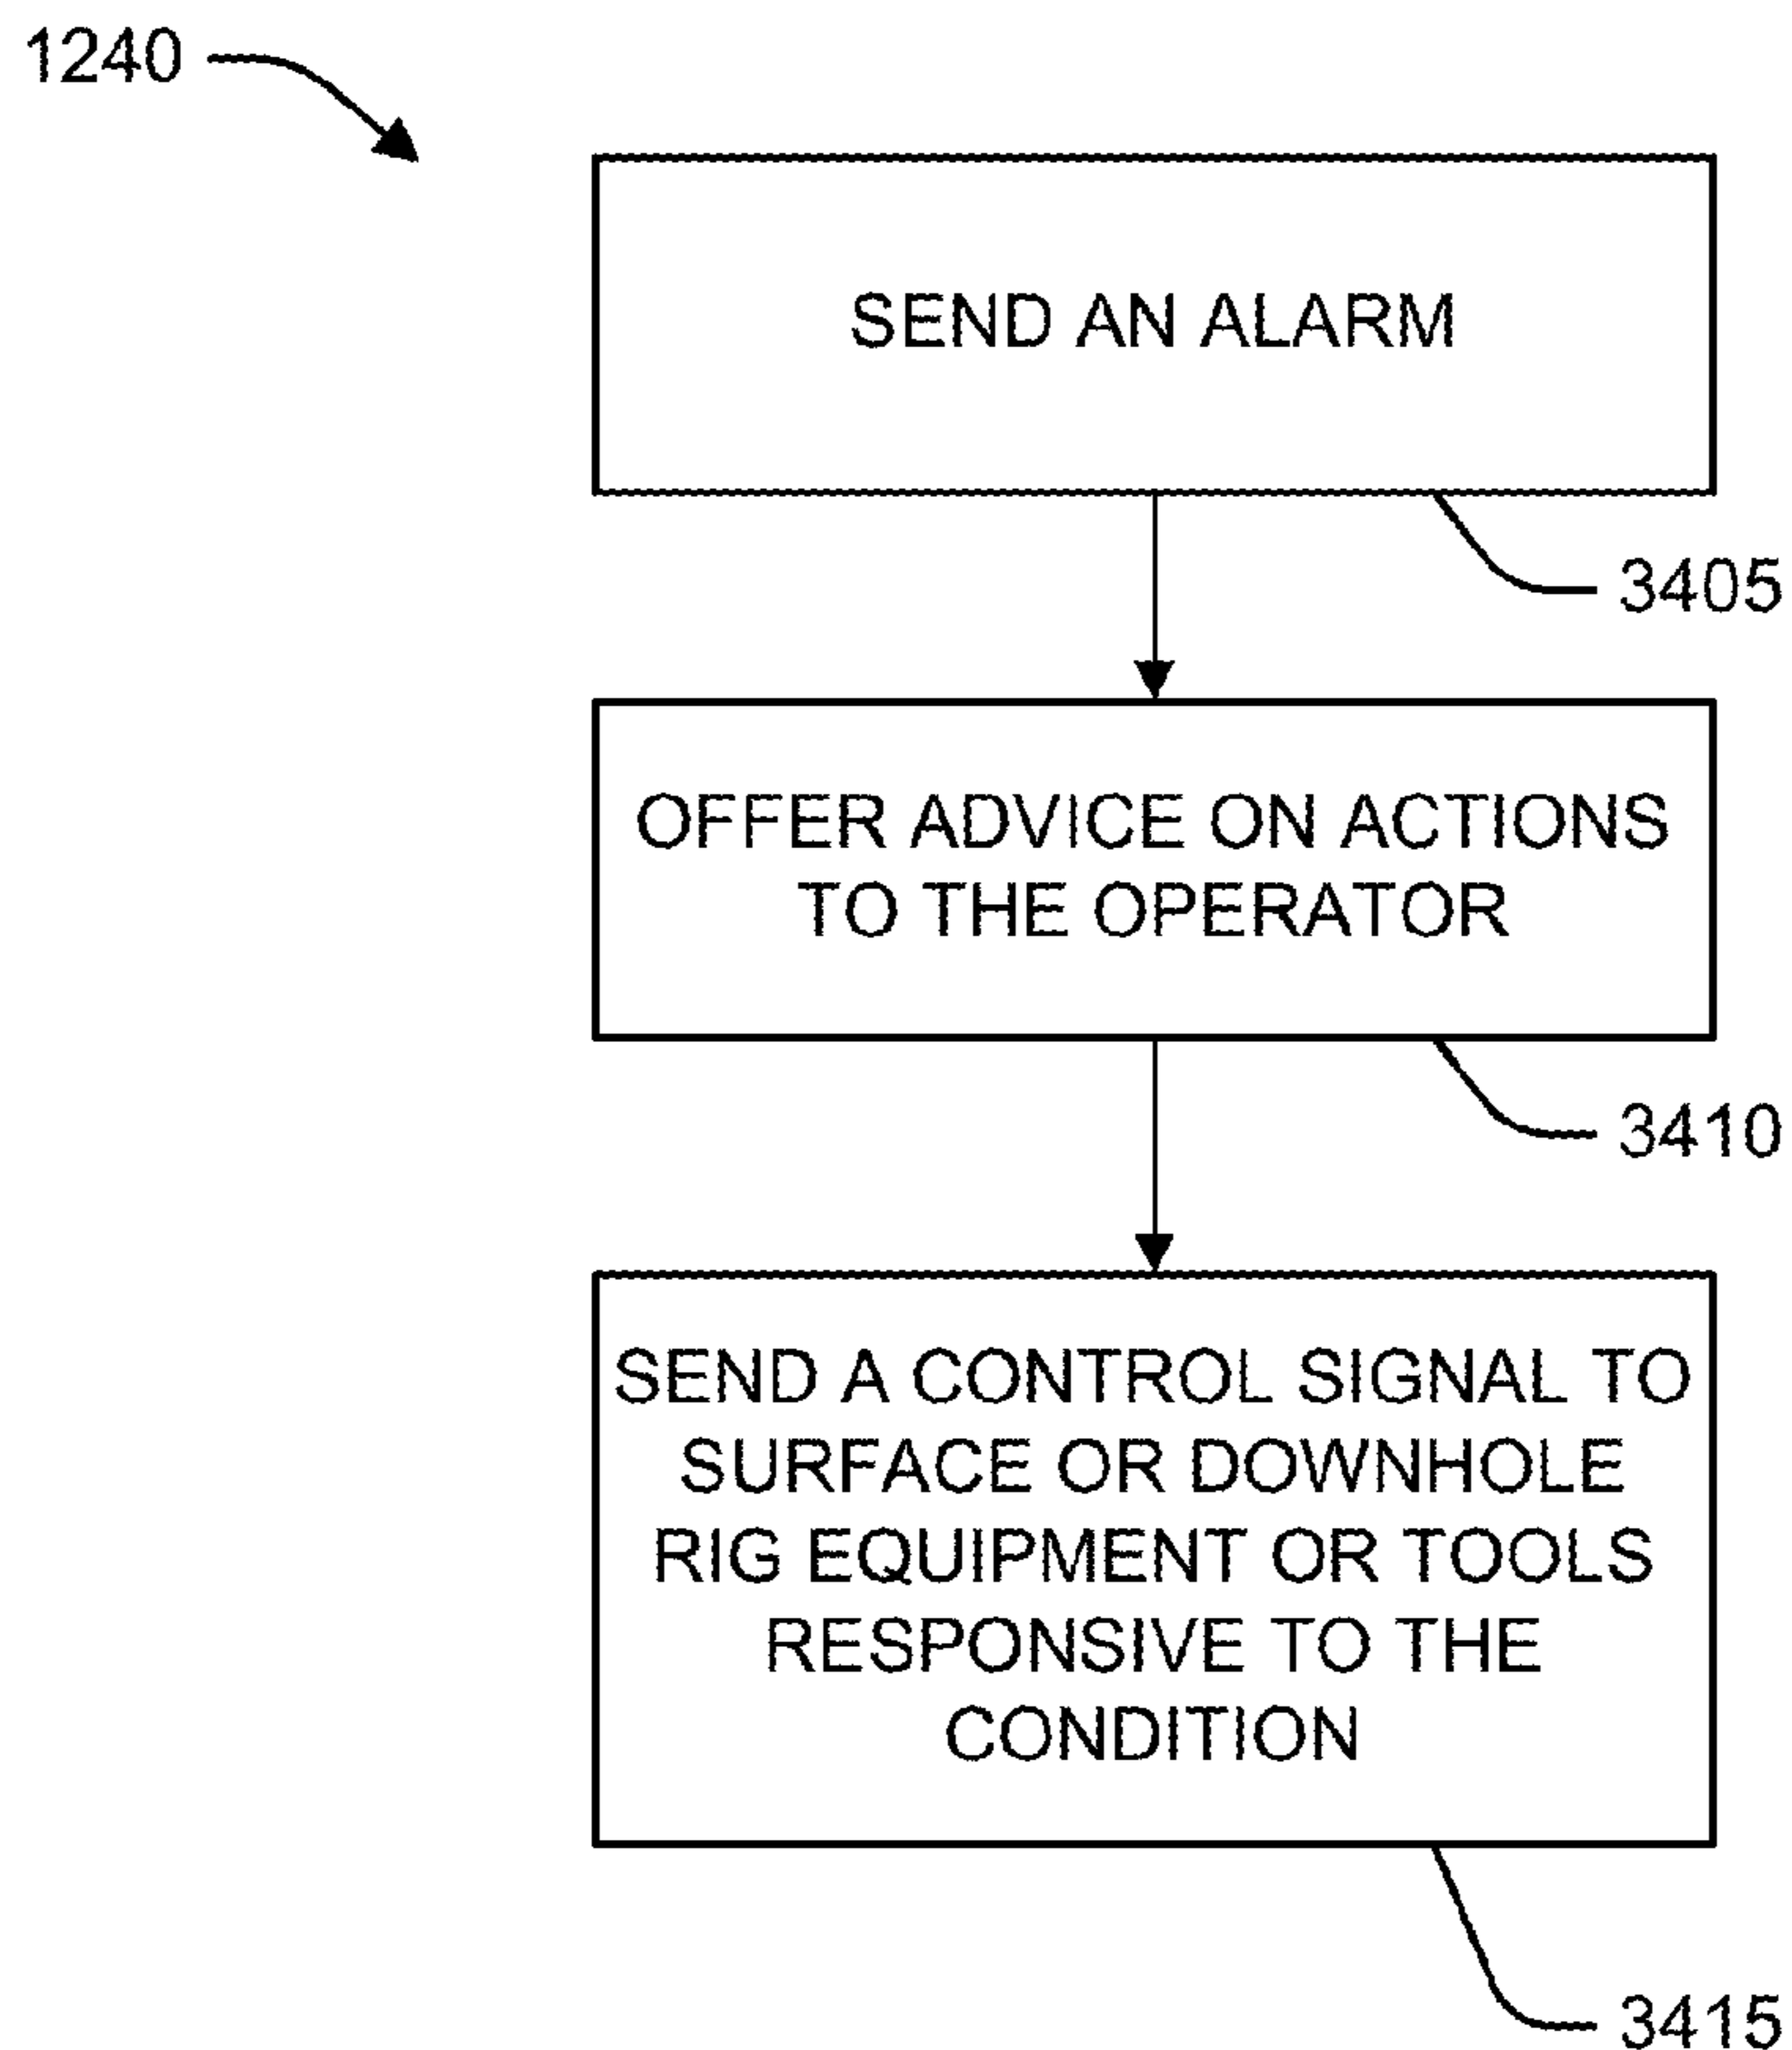 1240
SEND AN ALARM
3405
OFFER ADVICE ON ACTIONS
TO THE OPERATOR
3410
SEND A CONTROL SIGNAL TO
SURFACE OR DOWNHOLE
RIG EQUIPMENT OR TOOLS
RESPONSIVE TO THE
CONDITION
3415